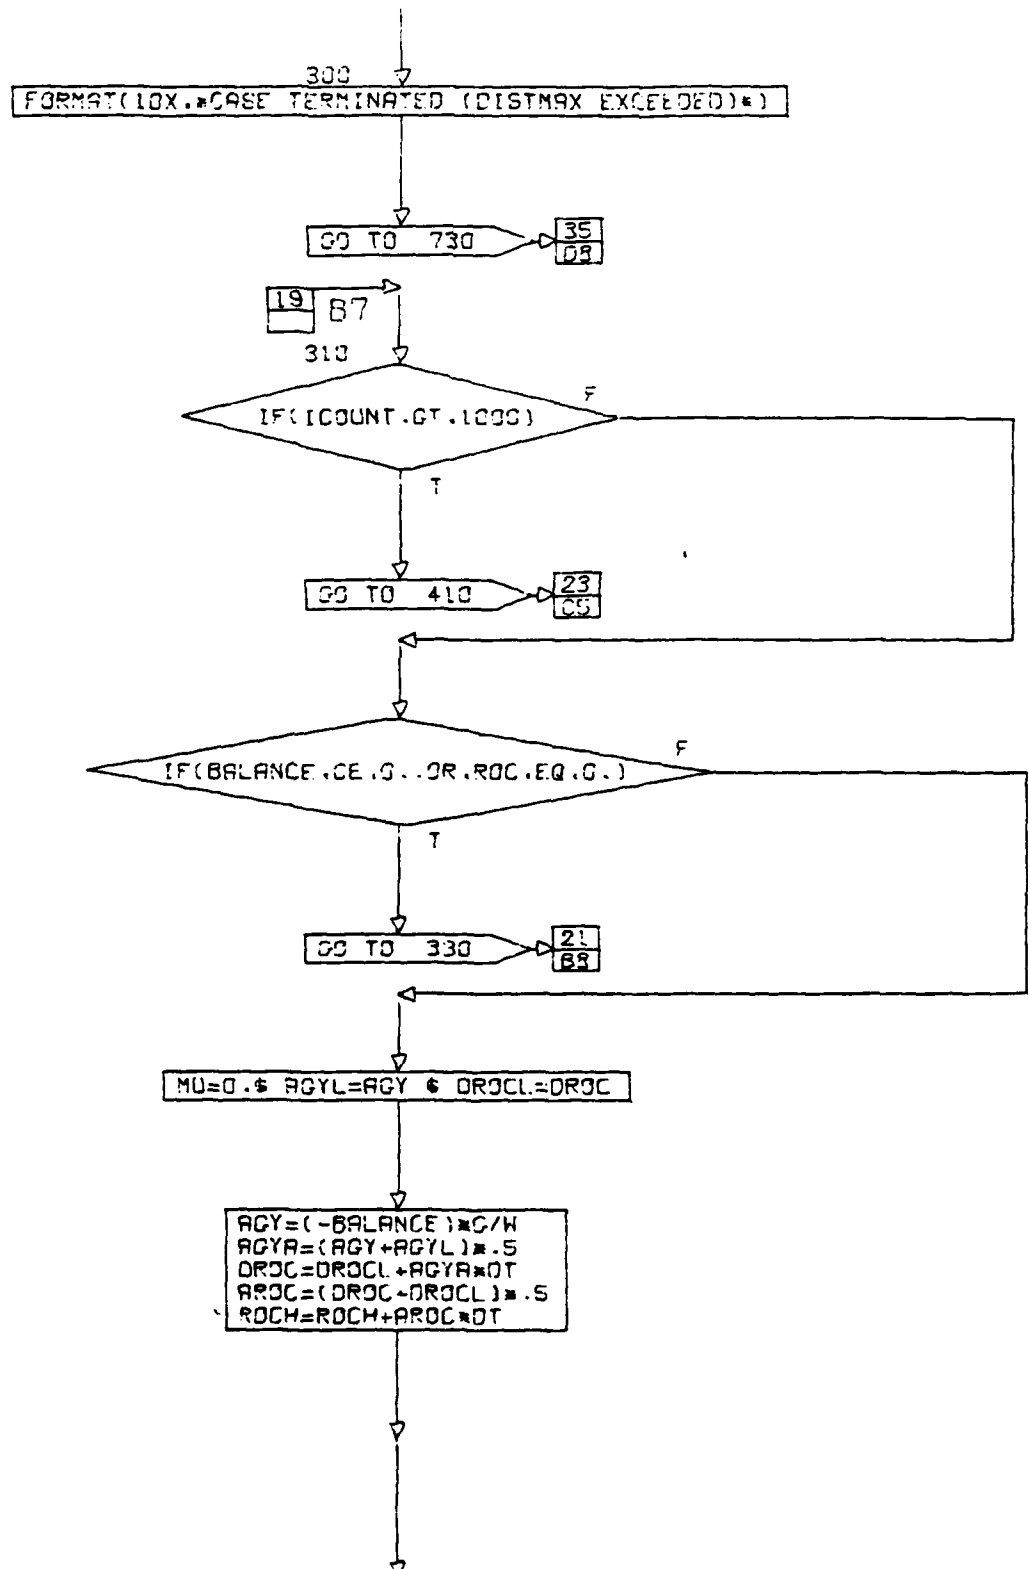 300
FORMAT(10X,*CASE TERMINATED (DISTMAX EXCEEDED)*)
GO TO 730
35
D8
19
B7
310
IF(ICOUNT.GT.1000)
F
T
GO TO 410
23
C5
IF(BALANCE.GE.0..OR.ROC.EQ.0.)
F
T
GO TO 330
21
B8
MU=0.$ AGYL=AGY $ DROCL=DROC
AGY=(-BALANCE)*G/W
AGYA=(AGY+AGYL)*.5
DROC=DROCL+AGYA*DT
AROC=(DROC+DROCL)*.5
ROCH=ROCH+AROC*DT